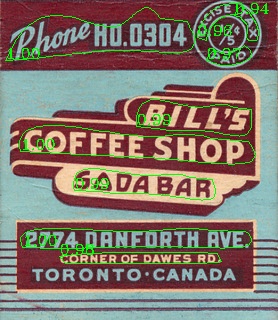 Phone HO.0304
EXCISE TAX
PAID
BILL'S
COFFEE SHOP
SODA BAR
2774 DANFORTH AVE.
CORNER OF DAWES RD.
TORONTO·CANADA